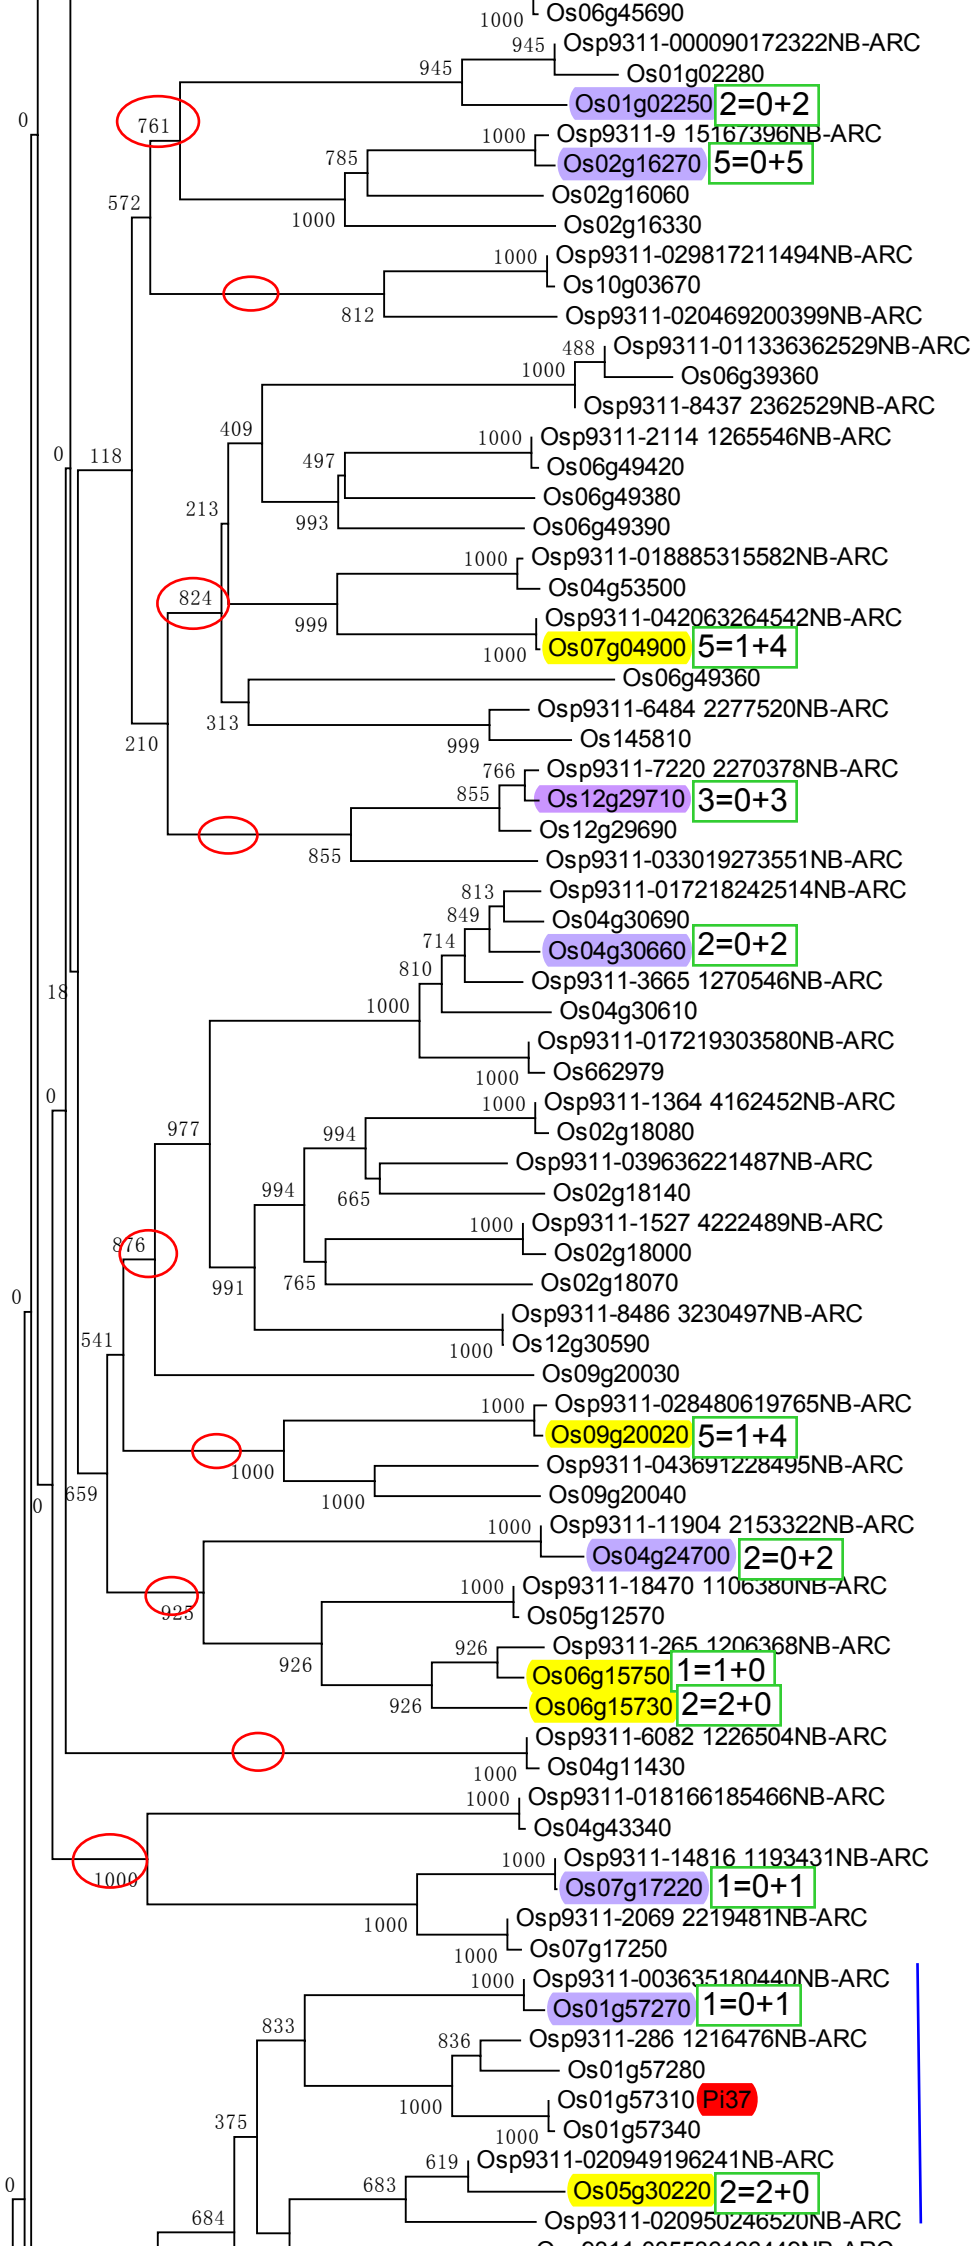 1000 Os06g45690
945 Osp9311-000090172322NB-ARC
945 Os01g02280
Os01g02250 2=0+2
0 761 1000 Osp9311-9 15167396NB-ARC
785 Os02g16270 5=0+5
572 Os02g16060
1000 Os02g16330
1000 Osp9311-029817211494NB-ARC
Os10g03670
812 Osp9311-020469200399NB-ARC
488 Osp9311-011336362529NB-ARC
1000 Os06g39360
Osp9311-8437 2362529NB-ARC
409 1000 Osp9311-2114 1265546NB-ARC
0 118 497 Os06g49420
Os06g49380
213 993 Os06g49390
1000 Osp9311-018885315582NB-ARC
Os04g53500
824 999 Osp9311-042063264542NB-ARC
1000 Os07g04900 5=1+4
Os06g49360
313 Osp9311-6484 2277520NB-ARC
210 999 Os145810
766 Osp9311-7220 2270378NB-ARC
855 Os12g29710 3=0+3
Os12g29690
855 Osp9311-033019273551NB-ARC
813 Osp9311-017218242514NB-ARC
849 Os04g30690
714 Os04g30660 2=0+2
810 Osp9311-3665 1270546NB-ARC
18 1000 Os04g30610
Osp9311-017219303580NB-ARC
1000 Os662979
0 1000 Osp9311-1364 4162452NB-ARC
977 994 Os02g18080
Osp9311-039636221487NB-ARC
994 665 Os02g18140
1000 Osp9311-1527 4222489NB-ARC
876 Os02g18000
991 765 Os02g18070
0 Osp9311-8486 3230497NB-ARC
541 1000 Os12g30590
Os09g20030
1000 Osp9311-028480619765NB-ARC
Os09g20020 5=1+4
1000 Osp9311-043691228495NB-ARC
0 659 1000 Os09g20040
1000 Osp9311-11904 2153322NB-ARC
Os04g24700 2=0+2
1000 Osp9311-18470 1106380NB-ARC
925 Os05g12570
926 926 Osp9311-265 1206368NB-ARC
Os06g15750 1=1+0
926 Os06g15730 2=2+0
Osp9311-6082 1226504NB-ARC
1000 Os04g11430
1000 Osp9311-018166185466NB-ARC
Os04g43340
1000 1000 Osp9311-14816 1193431NB-ARC
Os07g17220 1=0+1
1000 Osp9311-2069 2219481NB-ARC
1000 Os07g17250
1000 Osp9311-003635180440NB-ARC
Os01g57270 1=0+1
833 836 Osp9311-286 1216476NB-ARC
Os01g57280
1000 Os01g57310 Pi37
375 1000 Os01g57340
619 Osp9311-020949196241NB-ARC
0 683 Os05g30220 2=2+0
684 Osp9311-020950246520NB-ARC